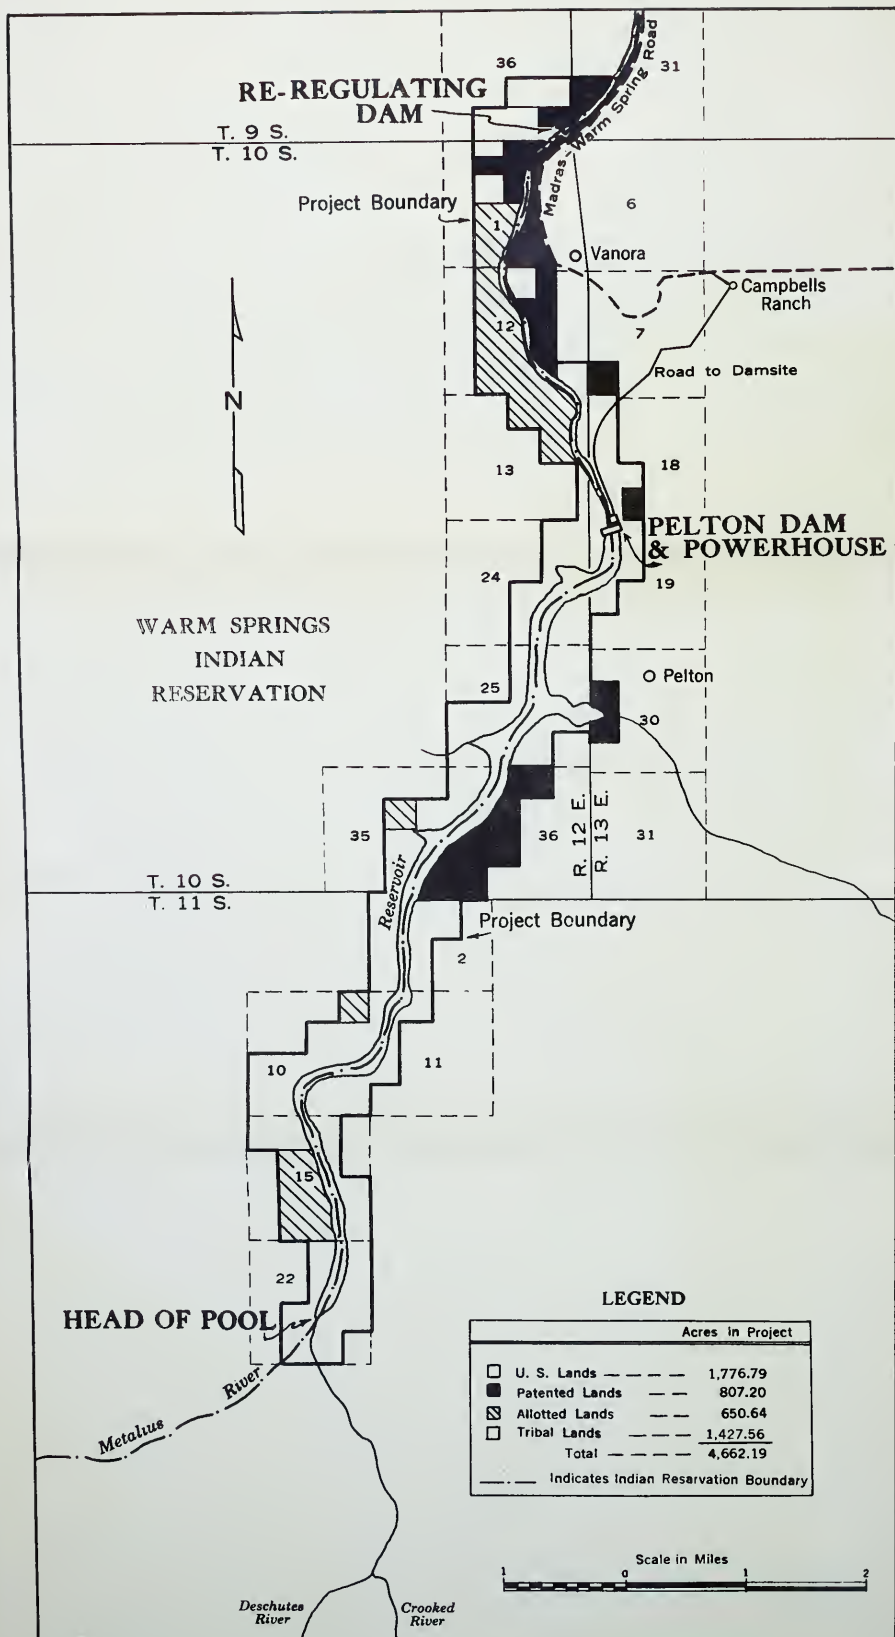 36
31
RE-REGULATING
DAM
Madras-Warm Spring Road
T. 9 S.
T. 10 S.
Project Boundary
1
6
Vanora
Campbells
Ranch
12
7
Road to Damsite
N
13
18
PELTON DAM
& POWERHOUSE
24
19
WARM SPRINGS
INDIAN
RESERVATION
25
Pelton
30
35
36
R. 12 E.
R. 13 E.
31
T. 10 S.
T. 11 S.
Reservoir
Project Boundary
2
10
11
15
22
HEAD OF POOL
Metalius River
Deschutes
River
Crooked
River
LEGEND
Acres in Project
U. S. Lands 1,776.79
Patented Lands 807.20
Allotted Lands 650.64
Tribal Lands 1,427.56
Total 4,662.19
Indicates Indian Resarvation Boundary
Scale in Miles
1 0 1 2